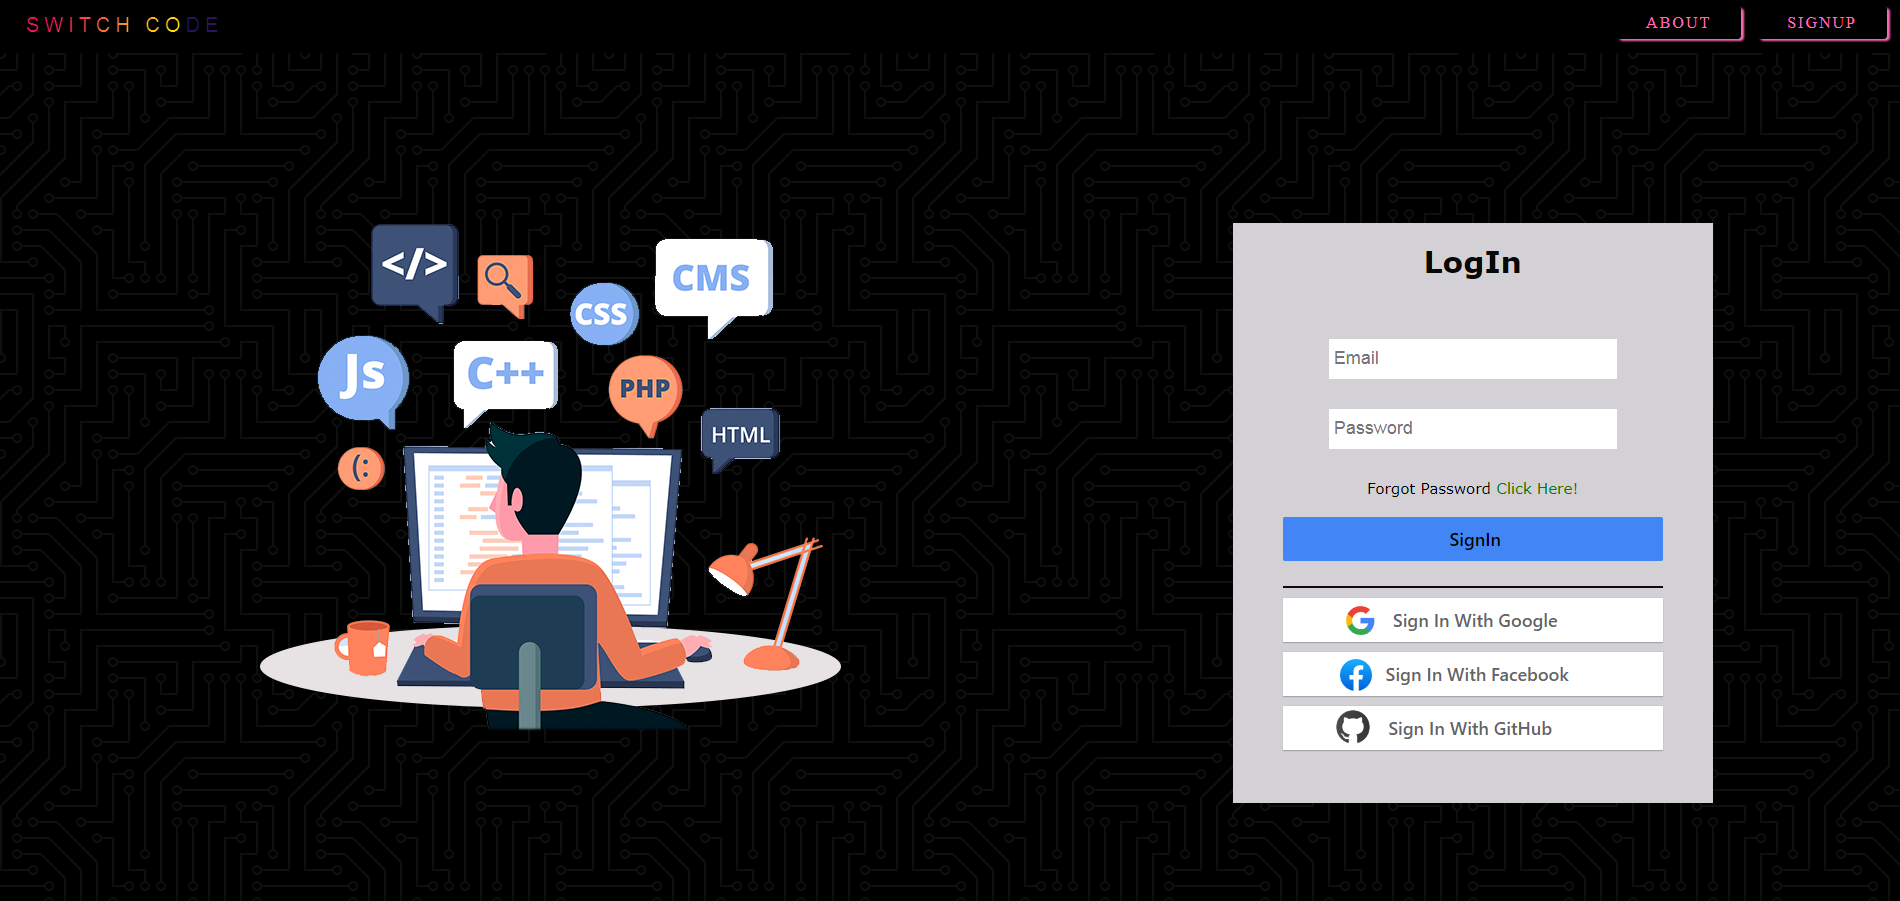 SWITCH CODE
ABOUT
SIGNUP
</>
CMS
CSS
Js
C++
PHP
HTML
(:
LogIn
Email
Password
Forgot Password Click Here!
SignIn
Sign In With Google
Sign In With Facebook
Sign In With GitHub